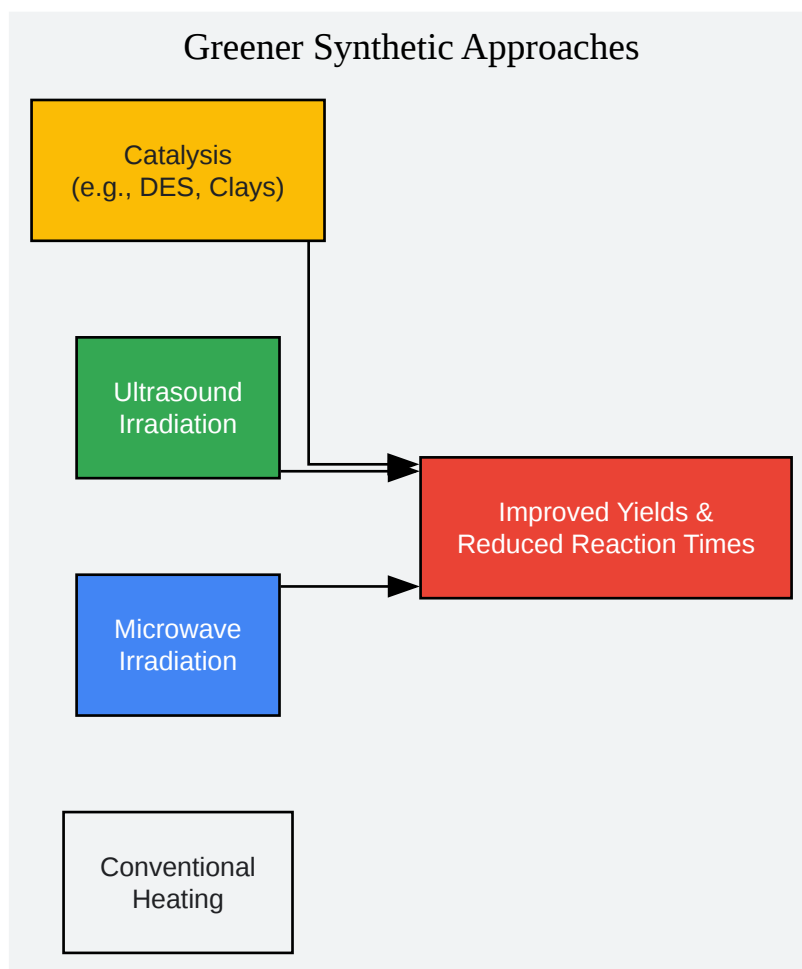 Greener Synthetic Approaches
Catalysis
(e.g., DES, Clays)
Ultrasound
Irradiation
Improved Yields &
Reduced Reaction Times
Microwave
Irradiation
Conventional
Heating